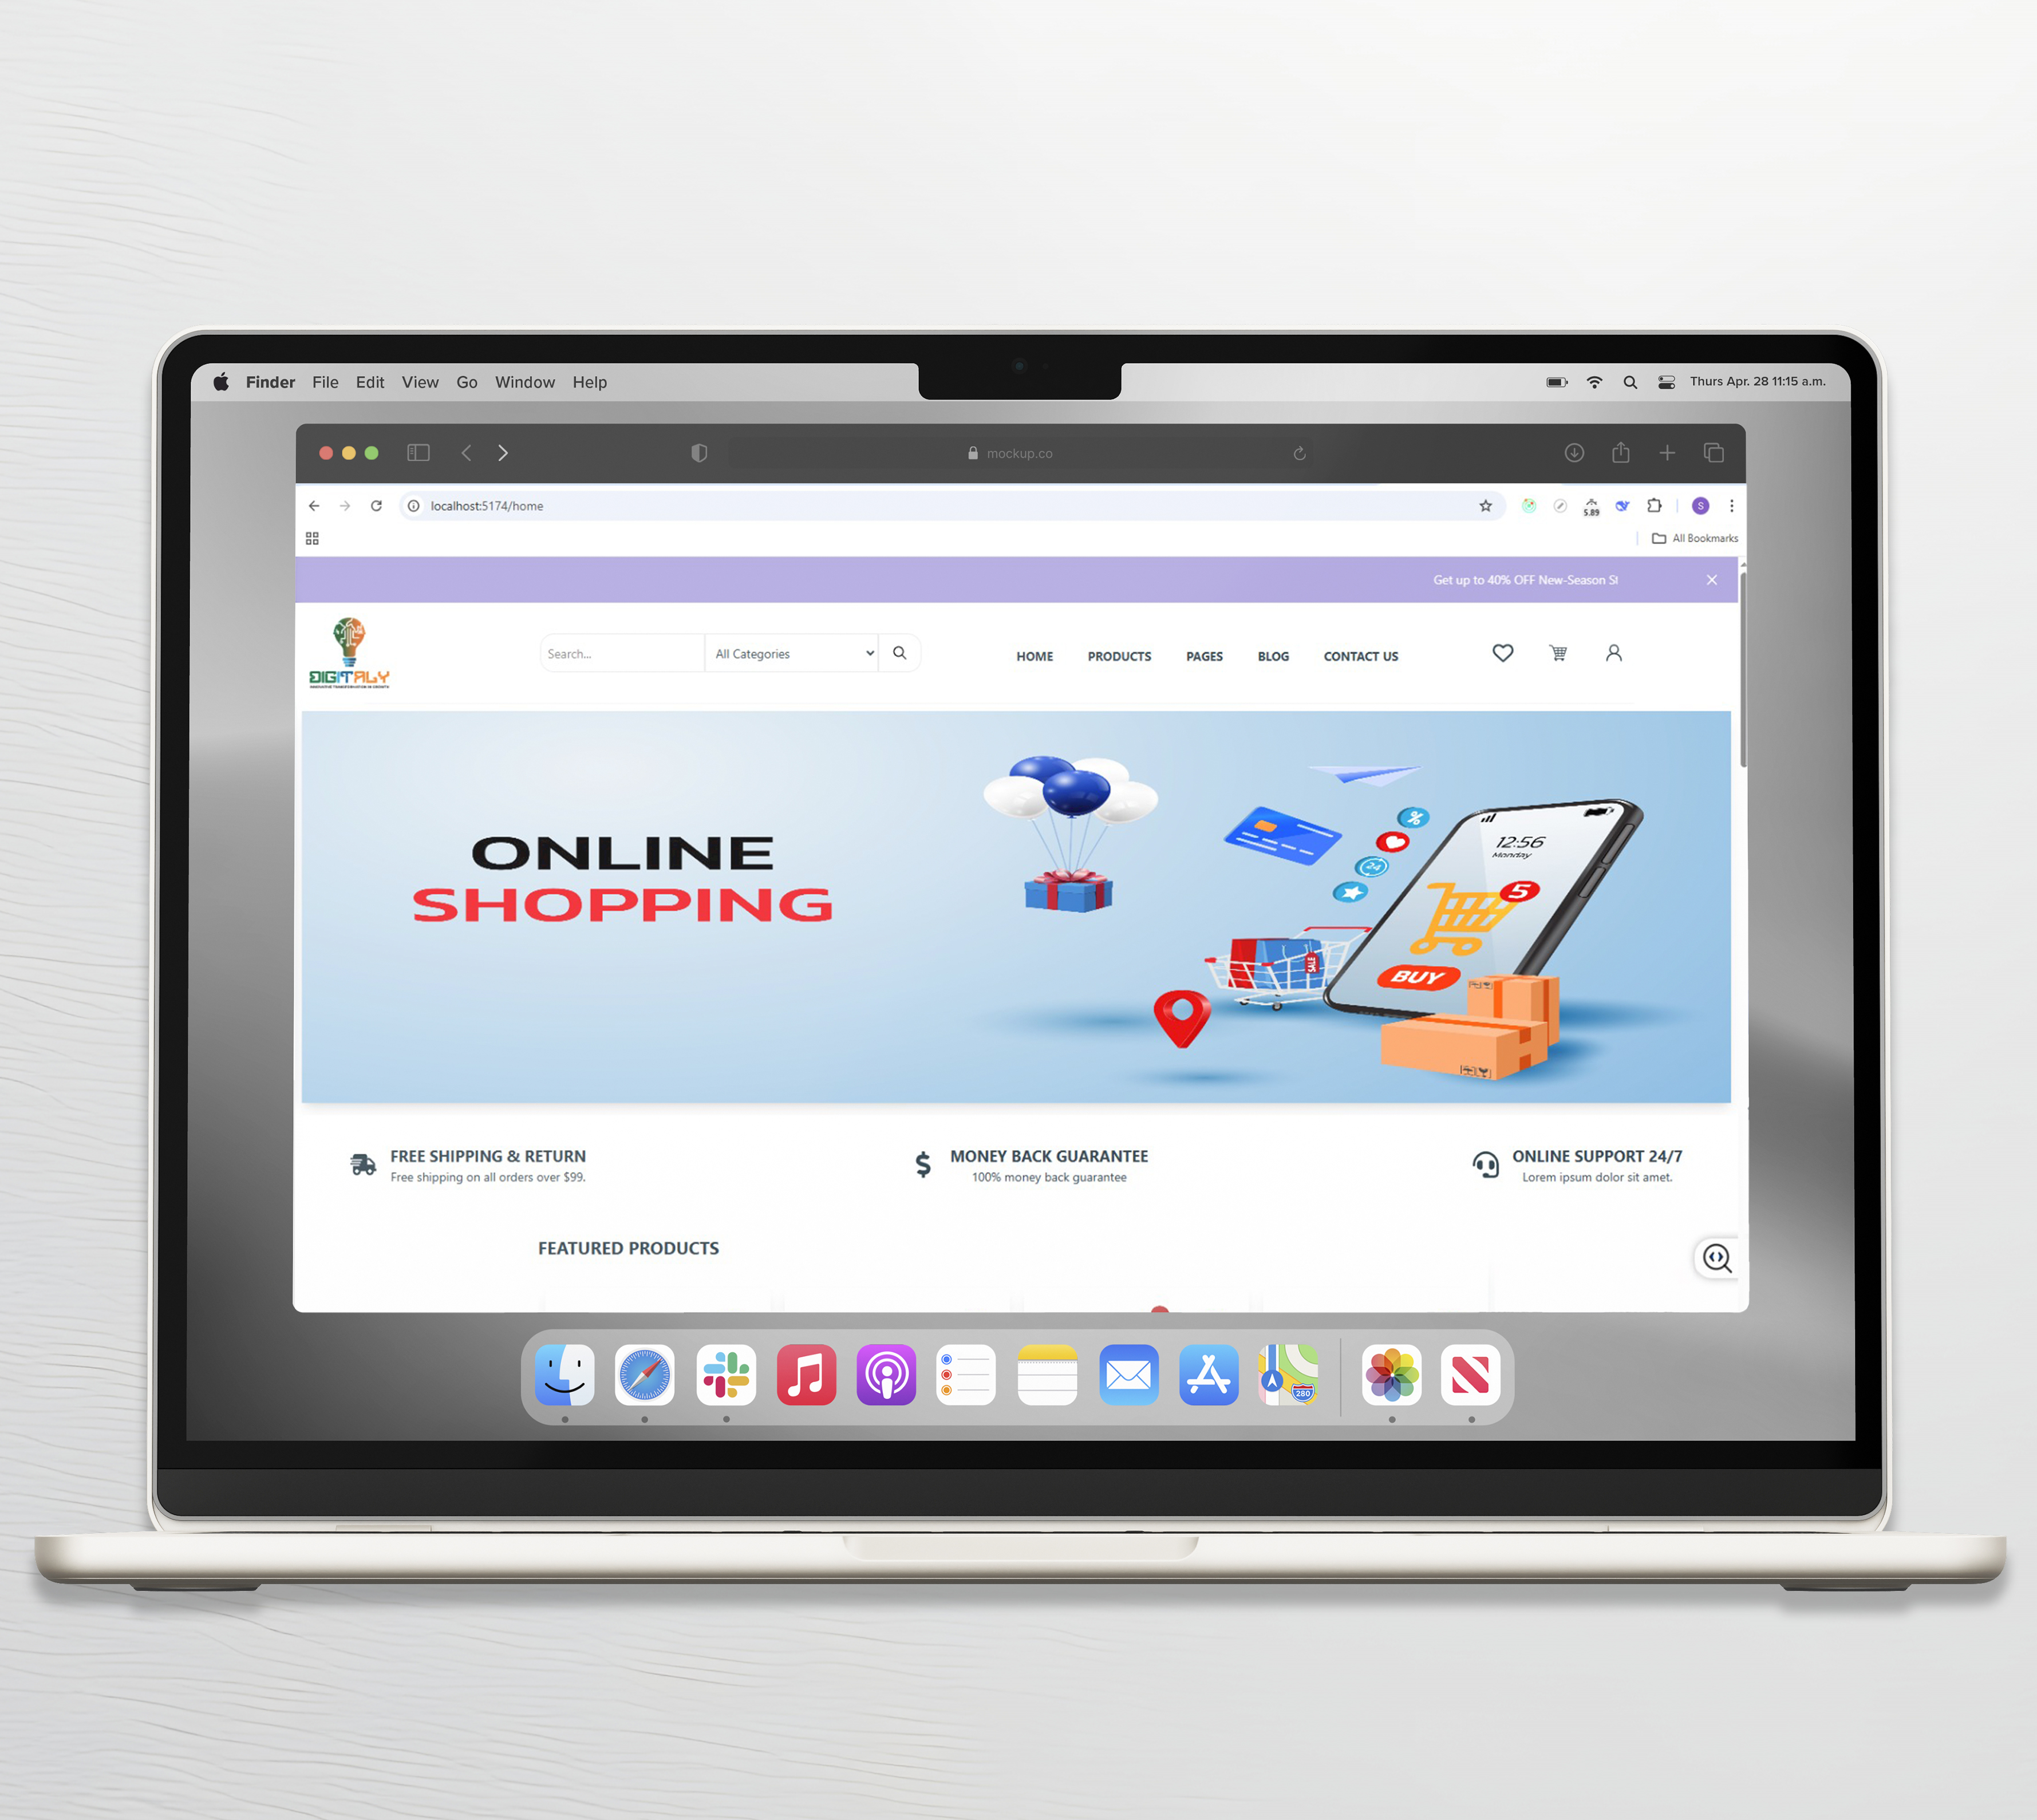 Finder File Edit View Go Window Help
Thurs Apr. 28 11:15 a.m.
mockup.co
localhost:5174/home
5.89
S
All Bookmarks
Get up to 40% OFF New-Season S
DIGITALY
Search...
All Categories
HOME PRODUCTS PAGES BLOG CONTACT US
ONLINE
SHOPPING
%
24
12:56
Monday
5
SALE
BUY
FREE SHIPPING & RETURN
Free shipping on all orders over $99.
MONEY BACK GUARANTEE
100% money back guarantee
ONLINE SUPPORT 24/7
Lorem ipsum dolor sit amet.
FEATURED PRODUCTS
280